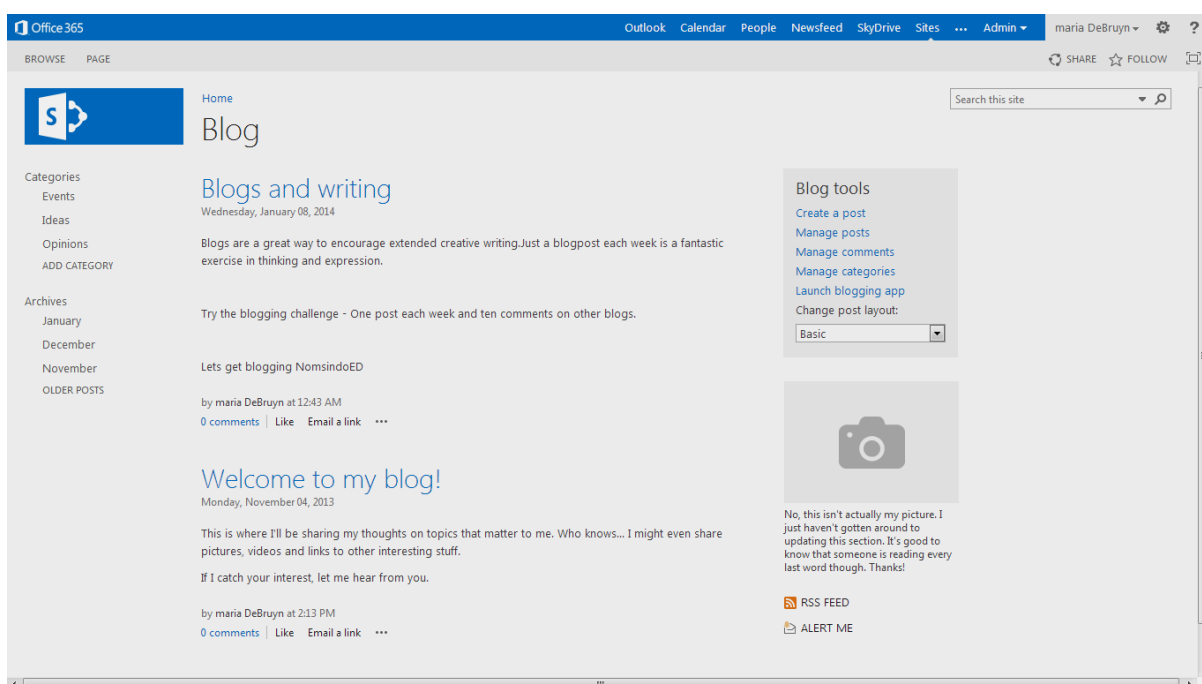 Office 365
Outlook Calendar People Newsfeed SkyDrive Sites ••• Admin maria DeBruyn ?
BROWSE PAGE
SHARE FOLLOW
S
Home
Blog
Search this site
Categories
Events
Ideas
Opinions
ADD CATEGORY
Archives
January
December
November
OLDER POSTS
Blogs and writing
Wednesday, January 08, 2014
Blogs are a great way to encourage extended creative writing.Just a blogpost each week is a fantastic
exercise in thinking and expression.
Try the blogging challenge - One post each week and ten comments on other blogs.
Lets get blogging NomsindoED
by maria DeBruyn at 12:43 AM
0 comments | Like Email a link •••
Welcome to my blog!
Monday, November 04, 2013
This is where I'll be sharing my thoughts on topics that matter to me. Who knows... I might even share
pictures, videos and links to other interesting stuff.
If I catch your interest, let me hear from you.
by maria DeBruyn at 2:13 PM
0 comments | Like Email a link •••
Blog tools
Create a post
Manage posts
Manage comments
Manage categories
Launch blogging app
Change post layout:
Basic
No, this isn't actually my picture. I
just haven't gotten around to
updating this section. It's good to
know that someone is reading every
last word though. Thanks!
RSS FEED
ALERT ME